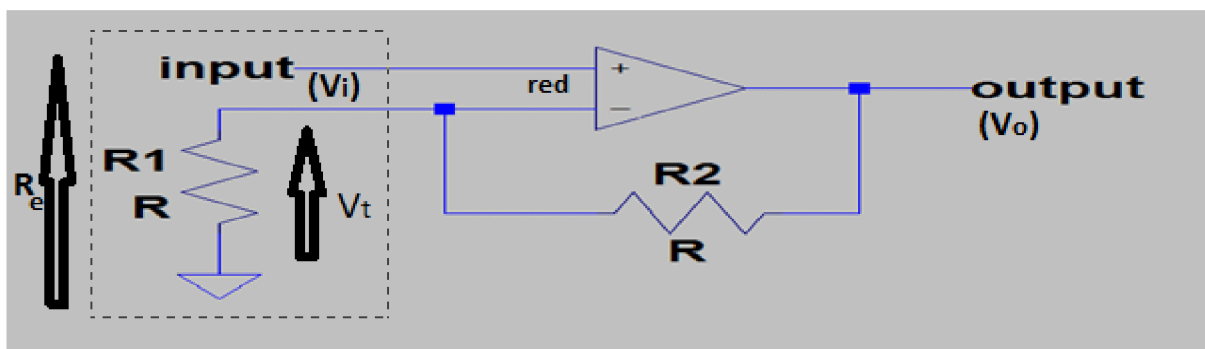 input
(Vi)
red
+
−
output
(Vo)
R1
R
Re
Vt
R2
R